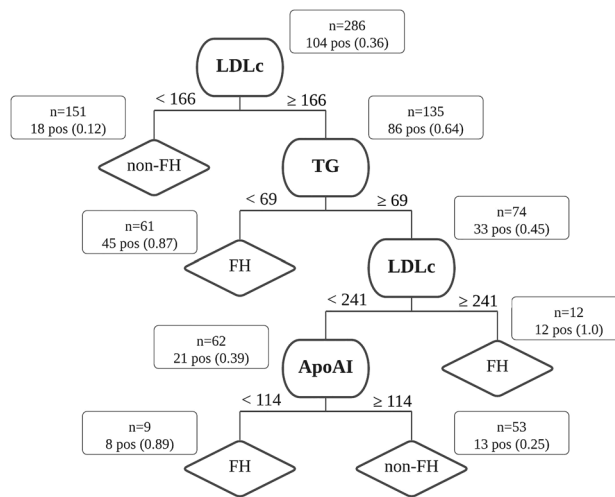 n=286
104 pos (0.36)
LDLc
< 166
≥ 166
n=151
18 pos (0.12)
n=135
86 pos (0.64)
non-FH
TG
< 69
≥ 69
n=61
45 pos (0.87)
n=74
33 pos (0.45)
FH
LDLc
< 241
≥ 241
n=12
12 pos (1.0)
n=62
21 pos (0.39)
ApoAI
FH
< 114
≥ 114
n=9
8 pos (0.89)
n=53
13 pos (0.25)
FH
non-FH